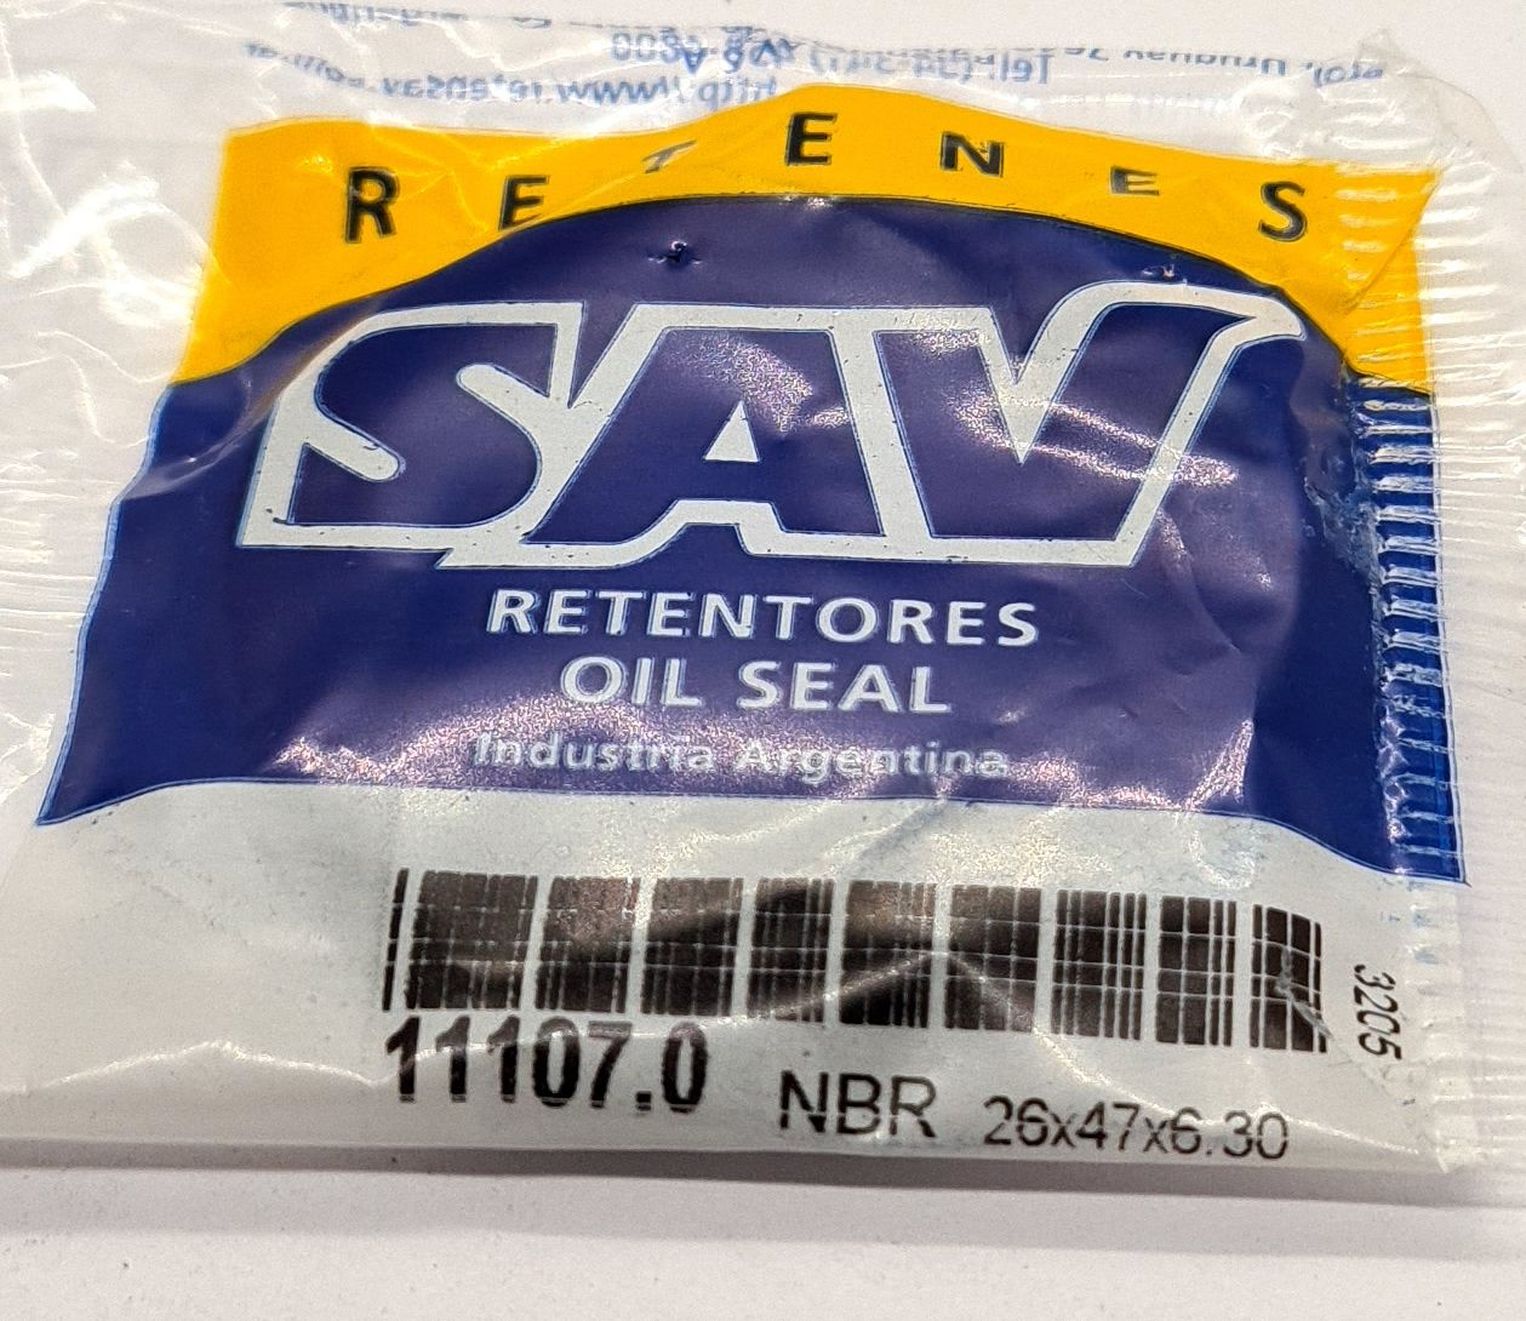 RETENES
SAV
RETENTORES
OIL SEAL
Industria Argentina
11107.0 NBR 26x47x6.30
3205